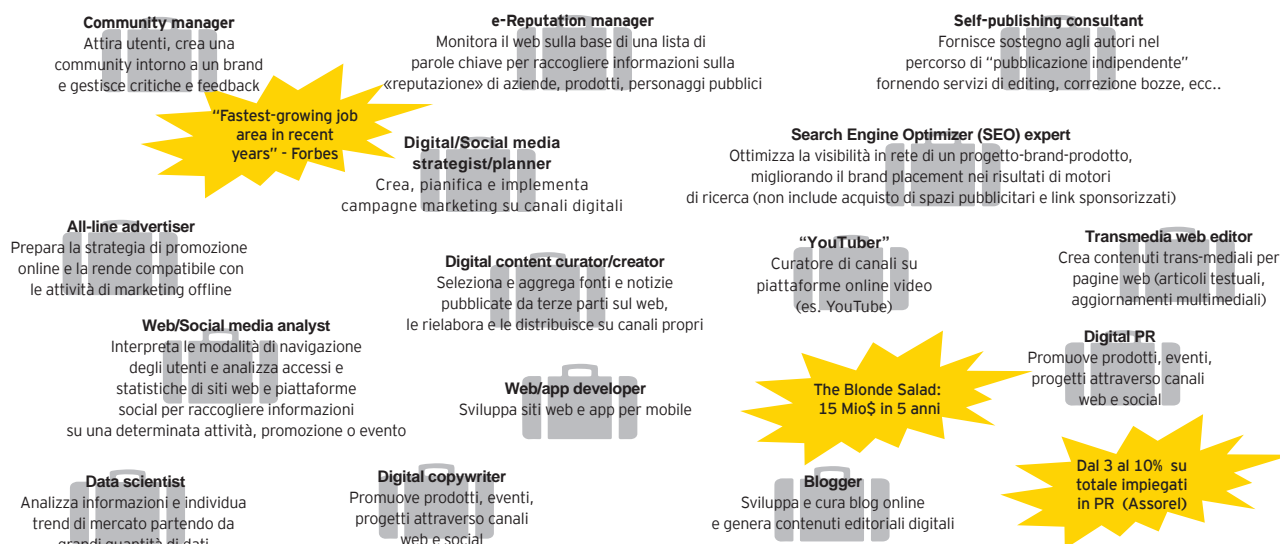 Community manager
Attira utenti, crea una
community intorno a un brand
e gestisce critiche e feedback
e-Reputation manager
Monitora il web sulla base di una lista di
parole chiave per raccogliere informazioni sulla
«reputazione» di aziende, prodotti, personaggi pubblici
Self-publishing consultant
Fornisce sostegno agli autori nel
percorso di “pubblicazione indipendente”
fornendo servizi di editing, correzione bozze, ecc..
“Fastest-growing job
area in recent
years” - Forbes
Digital/Social media
strategist/planner
Crea, pianifica e implementa
campagne marketing su canali digitali
Search Engine Optimizer (SEO) expert
Ottimizza la visibilità in rete di un progetto-brand-prodotto,
migliorando il brand placement nei risultati di motori
di ricerca (non include acquisto di spazi pubblicitari e link sponsorizzati)
All-line advertiser
Prepara la strategia di promozione
online e la rende compatibile con
le attività di marketing offline
Digital content curator/creator
Seleziona e aggrega fonti e notizie
pubblicate da terze parti sul web,
le rielabora e le distribuisce su canali propri
“YouTuber”
Curatore di canali su
piattaforme online video
(es. YouTube)
Transmedia web editor
Crea contenuti trans-mediali per
pagine web (articoli testuali,
aggiornamenti multimediali)
Web/Social media analyst
Interpreta le modalità di navigazione
degli utenti e analizza accessi e
statistiche di siti web e piattaforme
social per raccogliere informazioni
su una determinata attività, promozione o evento
Web/app developer
Sviluppa siti web e app per mobile
The Blonde Salad:
15 Mio$ in 5 anni
Digital PR
Promuove prodotti, eventi,
progetti attraverso canali
web e social
Data scientist
Analizza informazioni e individua
trend di mercato partendo da
grandi quantità di dati
Digital copywriter
Promuove prodotti, eventi,
progetti attraverso canali
web e social
Blogger
Sviluppa e cura blog online
e genera contenuti editoriali digitali
Dal 3 al 10% su
totale impiegati
in PR (Assorel)